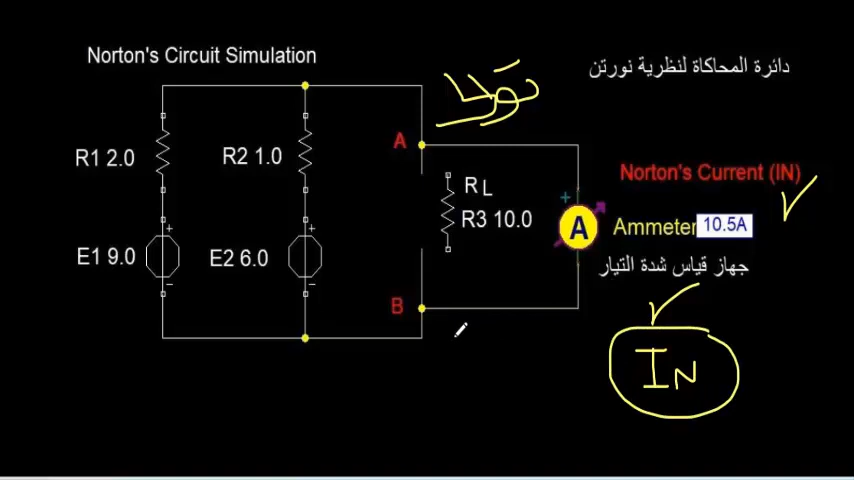 Norton's Circuit Simulation
دائرة المحاكاة لنظرية نورتن
A
R1 2.0
R2 1.0
RL
R3 10.0
Norton's Current (IN)
+
A
Ammeter 10.5A
جهاز قياس شدة التيار
+
E1 9.0
-
+
E2 6.0
-
B
IN